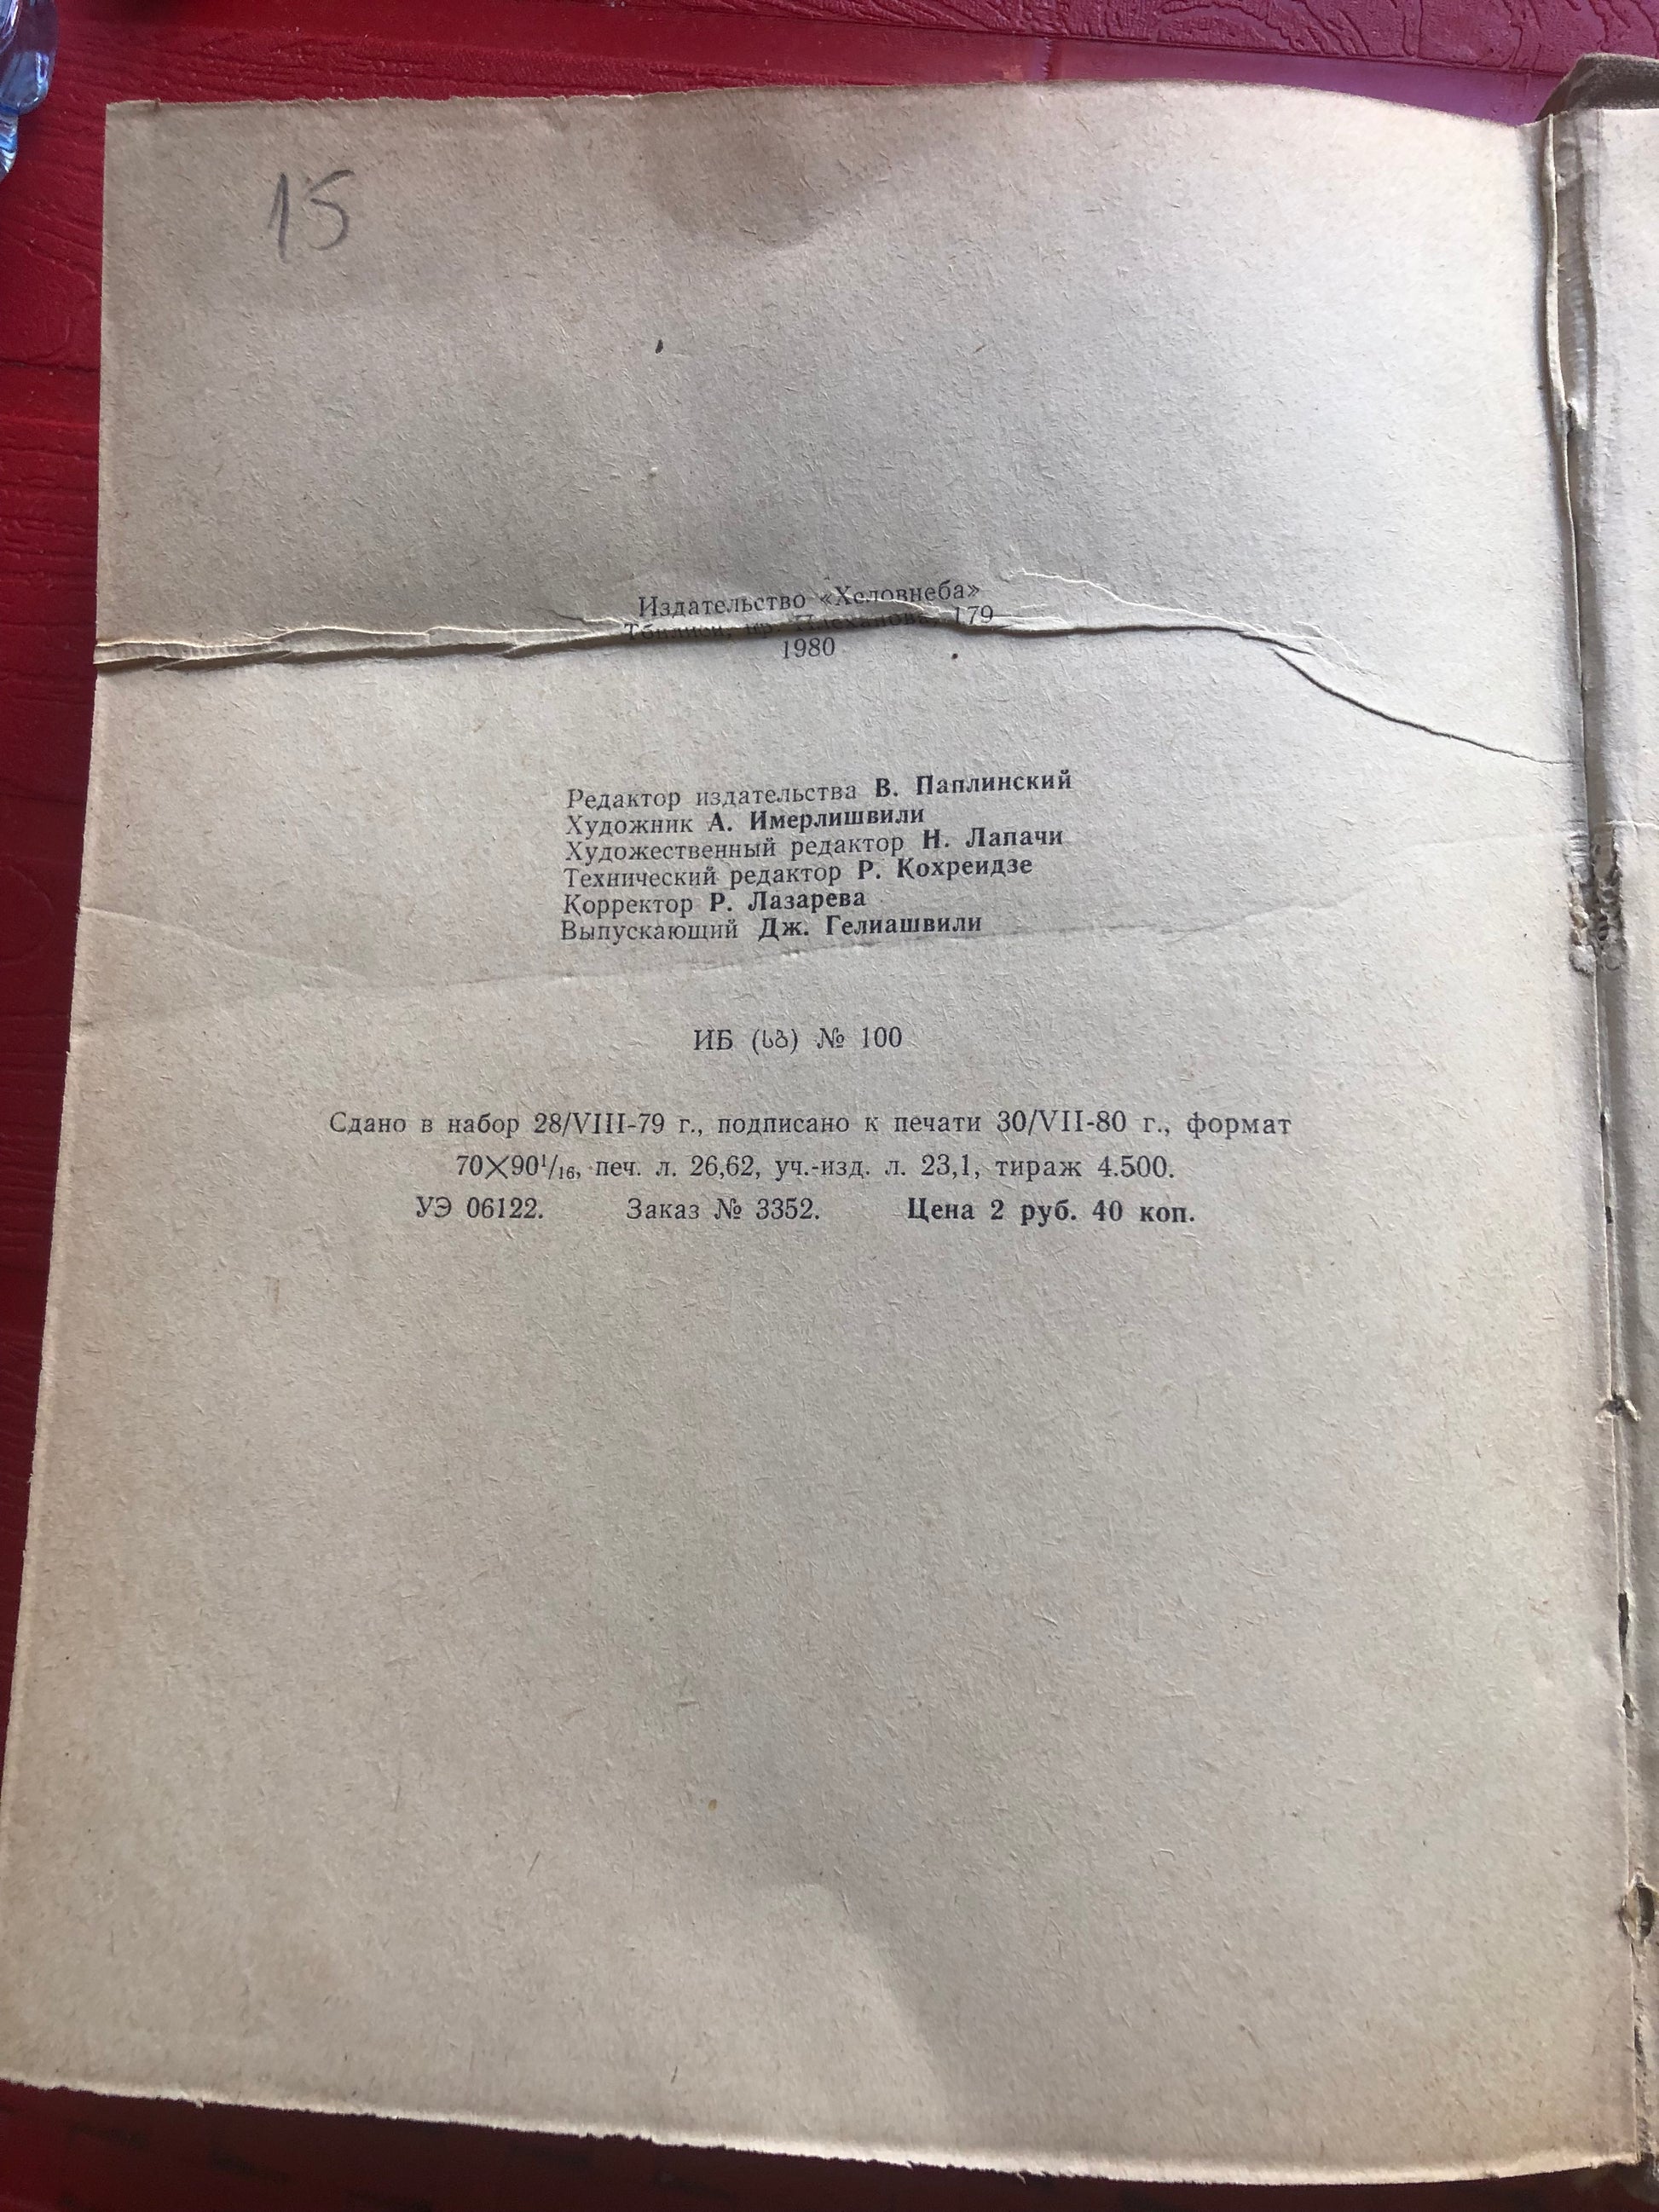 15
Издательство «Хеловнеба»
Тбилиси, пр. Плеханова, 179
1980
Редактор издательства В. Паплинский
Художник А. Имерлишвили
Художественный редактор Н. Лапачи
Технический редактор Р. Кохреидзе
Корректор Р. Лазарева
Выпускающий Дж. Гелиашвили
ИБ (სბ) № 100
Сдано в набор 28/VIII-79 г., подписано к печати 30/VII-80 г., формат
70×90¹/₁₆, печ. л. 26,62, уч.-изд. л. 23,1, тираж 4.500.
УЭ 06122. Заказ № 3352. Цена 2 руб. 40 коп.